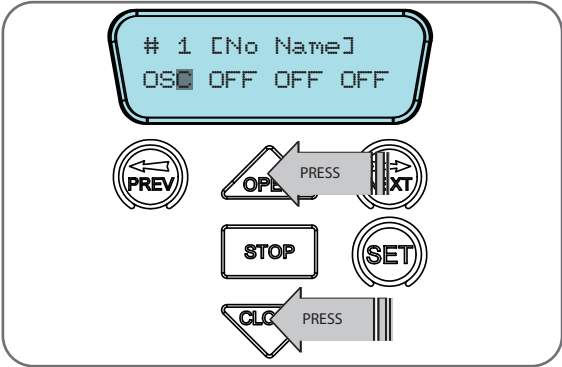 # 1 [No Name]
OSC OFF OFF OFF
PREV
OPE
PRESS
XT
STOP
SET
CLO
PRESS